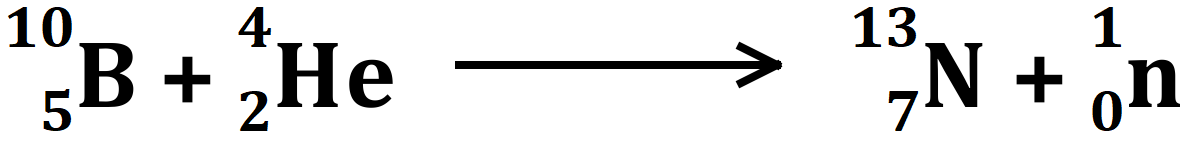 ¹⁰₅B + ⁴₂He ⟶ ¹³₇N + ¹₀n